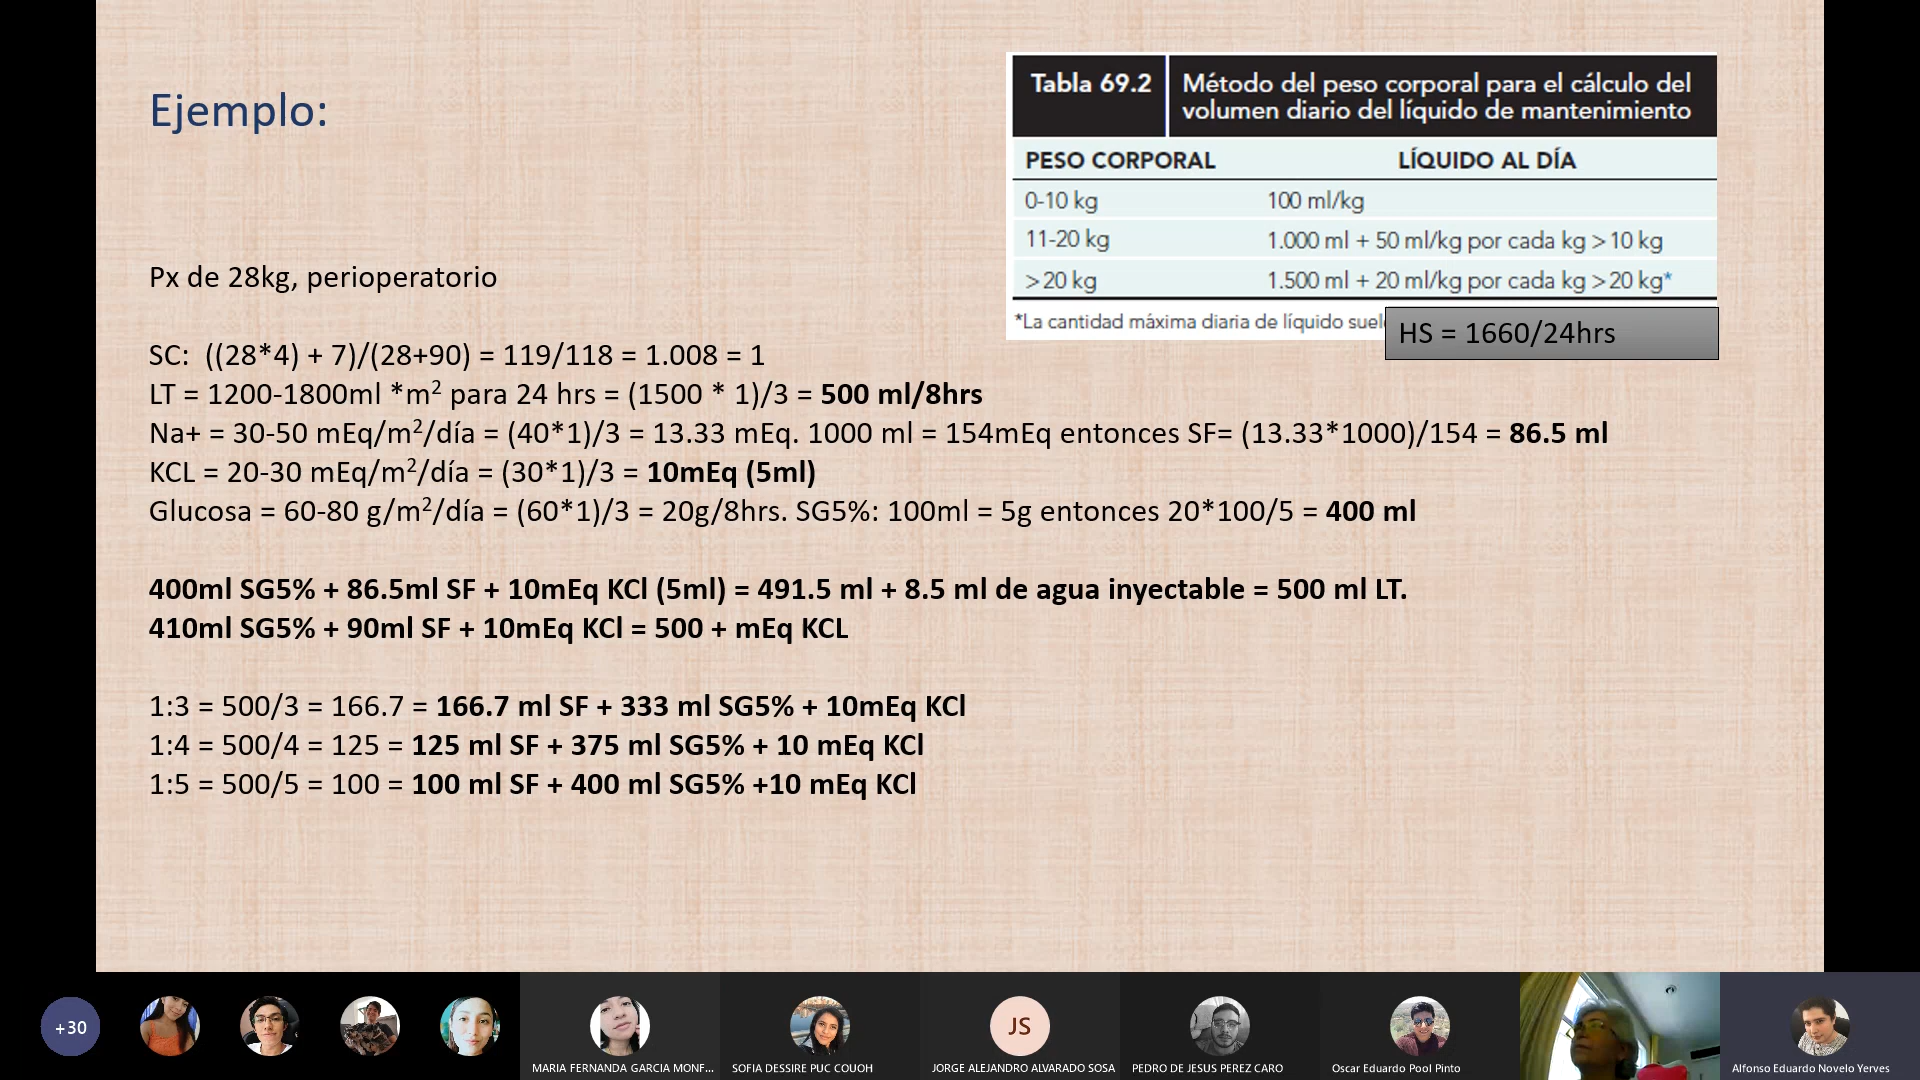 Ejemplo:
Tabla 69.2
Método del peso corporal para el cálculo del
volumen diario del líquido de mantenimiento
PESO CORPORAL LÍQUIDO AL DÍA
0-10 kg 100 ml/kg
11-20 kg 1.000 ml + 50 ml/kg por cada kg >10 kg
>20 kg 1.500 ml + 20 ml/kg por cada kg >20 kg*
*La cantidad máxima diaria de líquido suel
HS = 1660/24hrs
Px de 28kg, perioperatorio
SC: ((28*4) + 7)/(28+90) = 119/118 = 1.008 = 1
LT = 1200-1800ml *m² para 24 hrs = (1500 * 1)/3 = 500 ml/8hrs
Na+ = 30-50 mEq/m²/día = (40*1)/3 = 13.33 mEq. 1000 ml = 154mEq entonces SF= (13.33*1000)/154 = 86.5 ml
KCL = 20-30 mEq/m²/día = (30*1)/3 = 10mEq (5ml)
Glucosa = 60-80 g/m²/día = (60*1)/3 = 20g/8hrs. SG5%: 100ml = 5g entonces 20*100/5 = 400 ml
400ml SG5% + 86.5ml SF + 10mEq KCl (5ml) = 491.5 ml + 8.5 ml de agua inyectable = 500 ml LT.
410ml SG5% + 90ml SF + 10mEq KCl = 500 + mEq KCL
1:3 = 500/3 = 166.7 = 166.7 ml SF + 333 ml SG5% + 10mEq KCl
1:4 = 500/4 = 125 = 125 ml SF + 375 ml SG5% + 10 mEq KCl
1:5 = 500/5 = 100 = 100 ml SF + 400 ml SG5% +10 mEq KCl
+30
JS
MARIA FERNANDA GARCIA MONF...
SOFIA DESSIRE PUC COUOH
JORGE ALEJANDRO ALVARADO SOSA
PEDRO DE JESUS PEREZ CARO
Oscar Eduardo Pool Pinto
Alfonso Eduardo Novelo Yerves